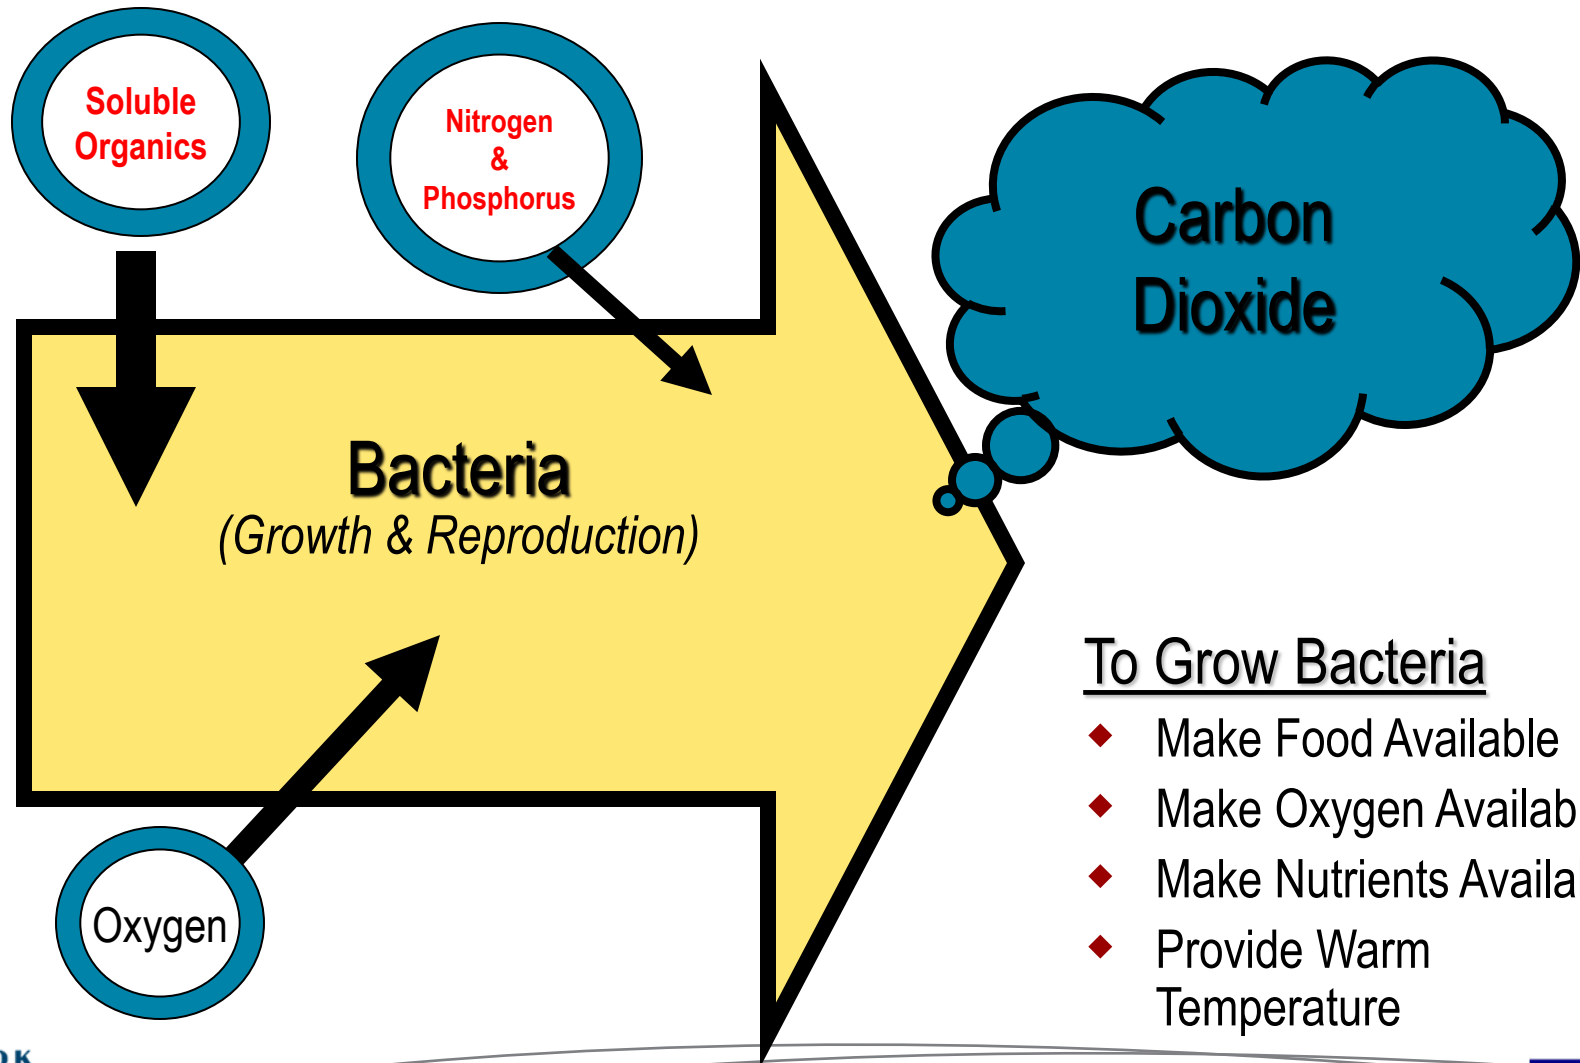 Soluble
Organics
Nitrogen
&
Phosphorus
Carbon
Dioxide
Bacteria
(Growth & Reproduction)
Oxygen
To Grow Bacteria
Make Food Available
Make Oxygen Availab
Make Nutrients Availa
Provide Warm
Temperature